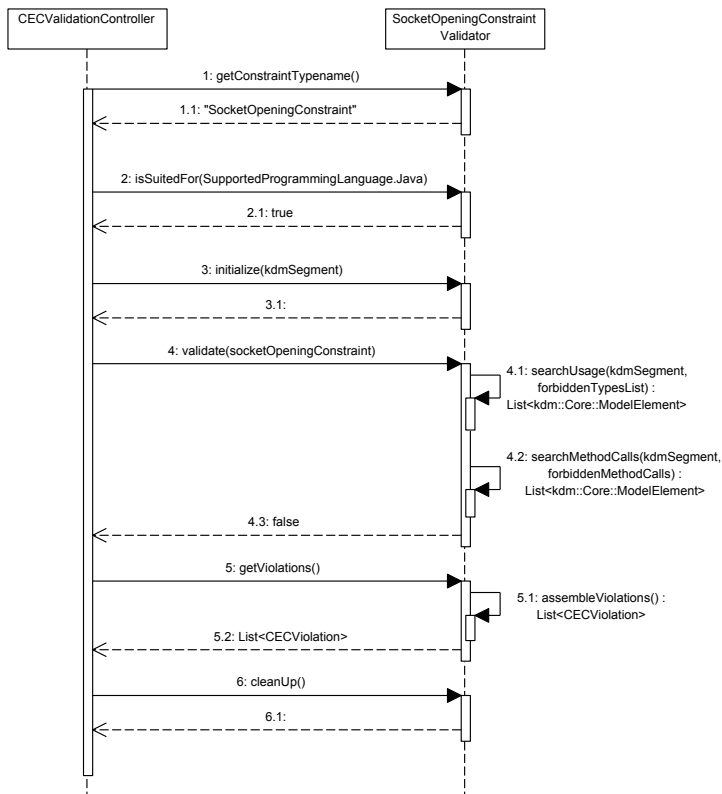 CECValidationController
SocketOpeningConstraint
Validator
1: getConstraintTypename()
1.1: "SocketOpeningConstraint"
2: isSuitedFor(SupportedProgrammingLanguage.Java)
2.1: true
3: initialize(kdmSegment)
3.1:
4: validate(socketOpeningConstraint)
4.1: searchUsage(kdmSegment,
forbiddenTypesList) :
List<kdm::Core::ModelElement>
4.2: searchMethodCalls(kdmSegment,
forbiddenMethodCalls) :
List<kdm::Core::ModelElement>
4.3: false
5: getViolations()
5.1: assembleViolations() :
List<CECViolation>
5.2: List<CECViolation>
6: cleanUp()
6.1: